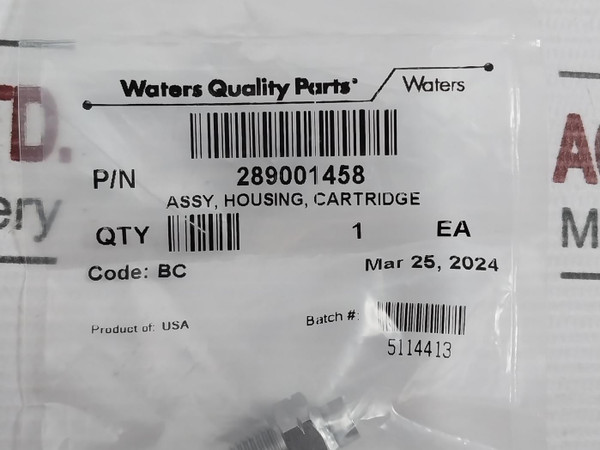 Waters Quality Parts® Waters
P/N 289001458
ASSY, HOUSING, CARTRIDGE
QTY 1 EA
Code: BC Mar 25, 2024
Product of: USA Batch #:
5114413